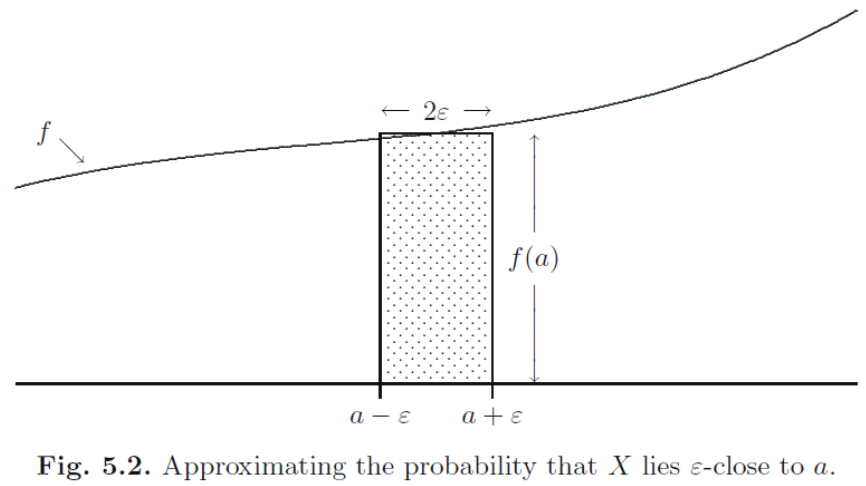 ← 2ε →
f
f(a)
a − ε
a + ε
Fig. 5.2. Approximating the probability that X lies ε-close to a.